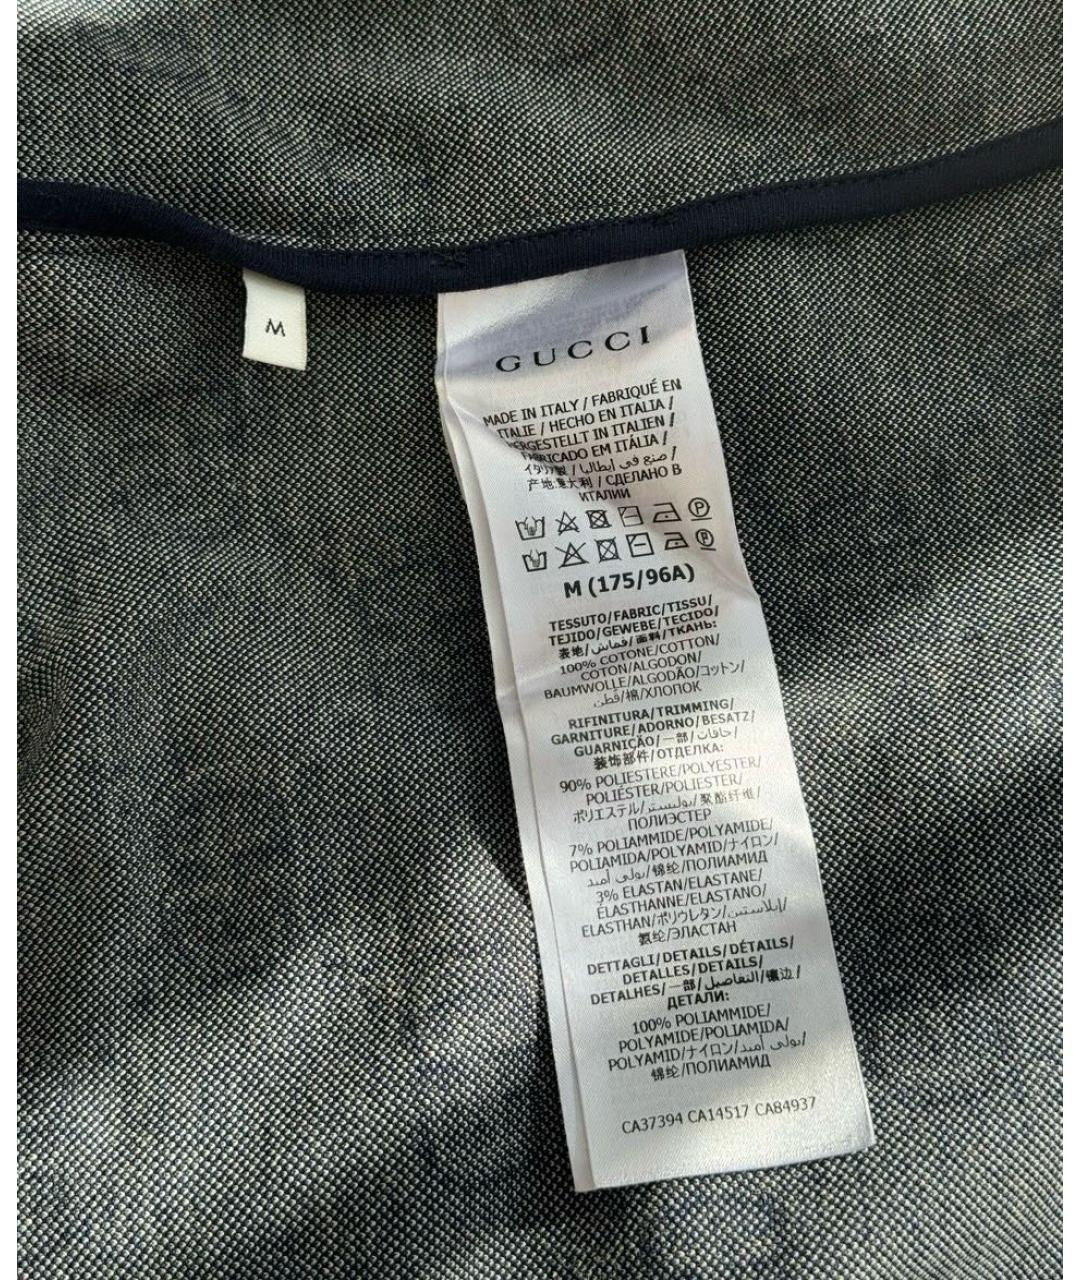 M
GUCCI
MADE IN ITALY / FABRIQUÉ EN
ITALIE / HECHO EN ITALIA /
HERGESTELLT IN ITALIEN /
FABRICADO EM ITÁLIA /
イタリア製 / صنع في إيطاليا /
产地:意大利 / СДЕЛАНО В
ИТАЛИИ
P
P
M (175/96A)
TESSUTO/FABRIC/TISSU/
TEJIDO/GEWEBE/TECIDO/
表地/قماش/面料/ТКАНЬ:
100% COTONE/COTTON/
COTON/ALGODON/
BAUMWOLLE/ALGODÃO/コットン/
قطن/棉/ХЛОПОК
RIFINITURA/TRIMMING/
GARNITURE/ADORNO/BESATZ/
GUARNIÇÃO/一部/حافات/
装饰部件/ОТДЕЛКА:
90% POLIESTERE/POLYESTER/
POLIÉSTER/POLIESTER/
ポリエステル/بوليستر/聚酯纤维/
ПОЛИЭСТЕР
7% POLIAMMIDE/POLYAMIDE/
POLIAMIDA/POLYAMID/ナイロン/
بولي أميد/锦纶/ПОЛИАМИД
3% ELASTAN/ELASTANE/
ÉLASTHANNE/ELASTANO/
ELASTHAN/ポリウレタン/إيلاستين/
氨纶/ЭЛАСТАН
DETTAGLI/DETAILS/DÉTAILS/
DETALLES/DETAILS/
DETALHES/一部/التفاصيل/镶边/
ДЕТАЛИ:
100% POLIAMMIDE/
POLYAMIDE/POLIAMIDA/
POLYAMID/ナイロン/بولي أميد/
锦纶/ПОЛИАМИД
CA37394 CA14517 CA84937